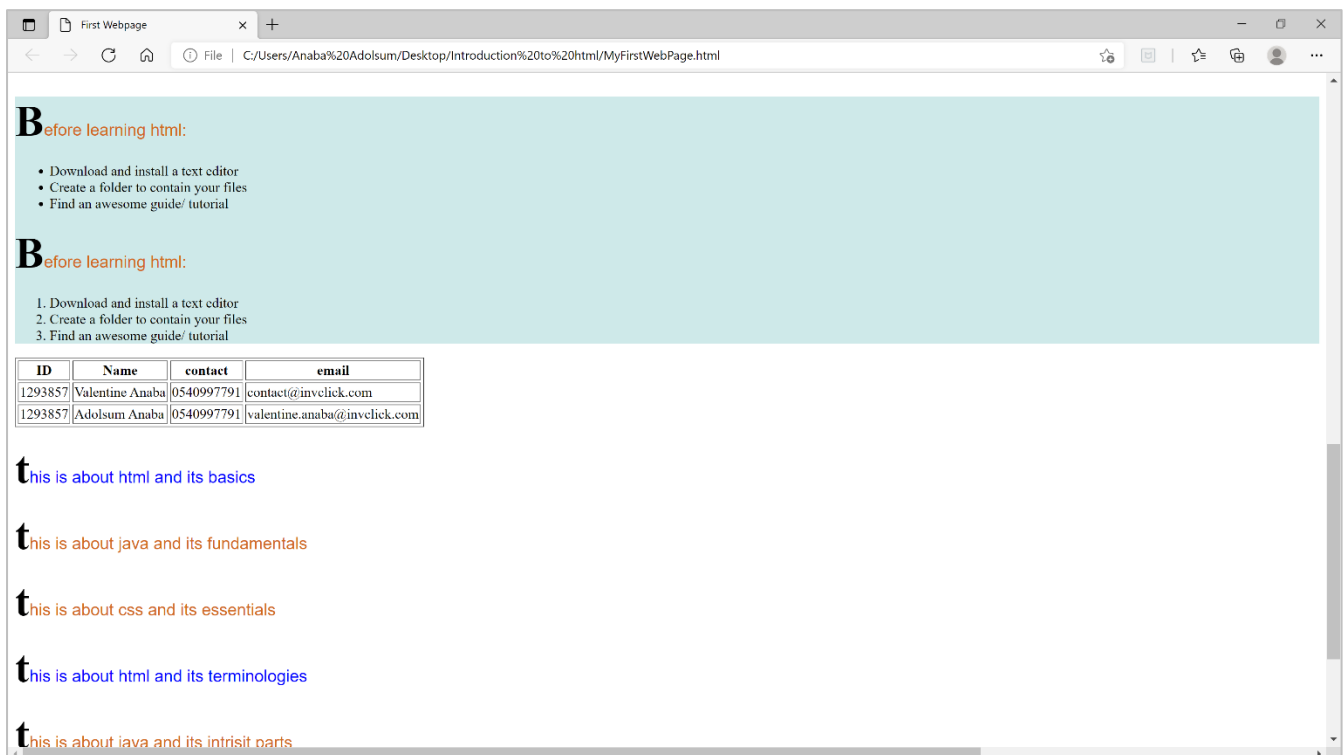 First Webpage
File | C:/Users/Anaba%20Adolsum/Desktop/Introduction%20to%20html/MyFirstWebPage.html
Before learning html:
• Download and install a text editor
• Create a folder to contain your files
• Find an awesome guide/ tutorial
Before learning html:
1. Download and install a text editor
2. Create a folder to contain your files
3. Find an awesome guide/ tutorial
ID Name contact email
1293857 Valentine Anaba 0540997791 contact@invclick.com
1293857 Adolsum Anaba 0540997791 valentine.anaba@invclick.com
this is about html and its basics
this is about java and its fundamentals
this is about css and its essentials
this is about html and its terminologies
this is about java and its intrisit parts